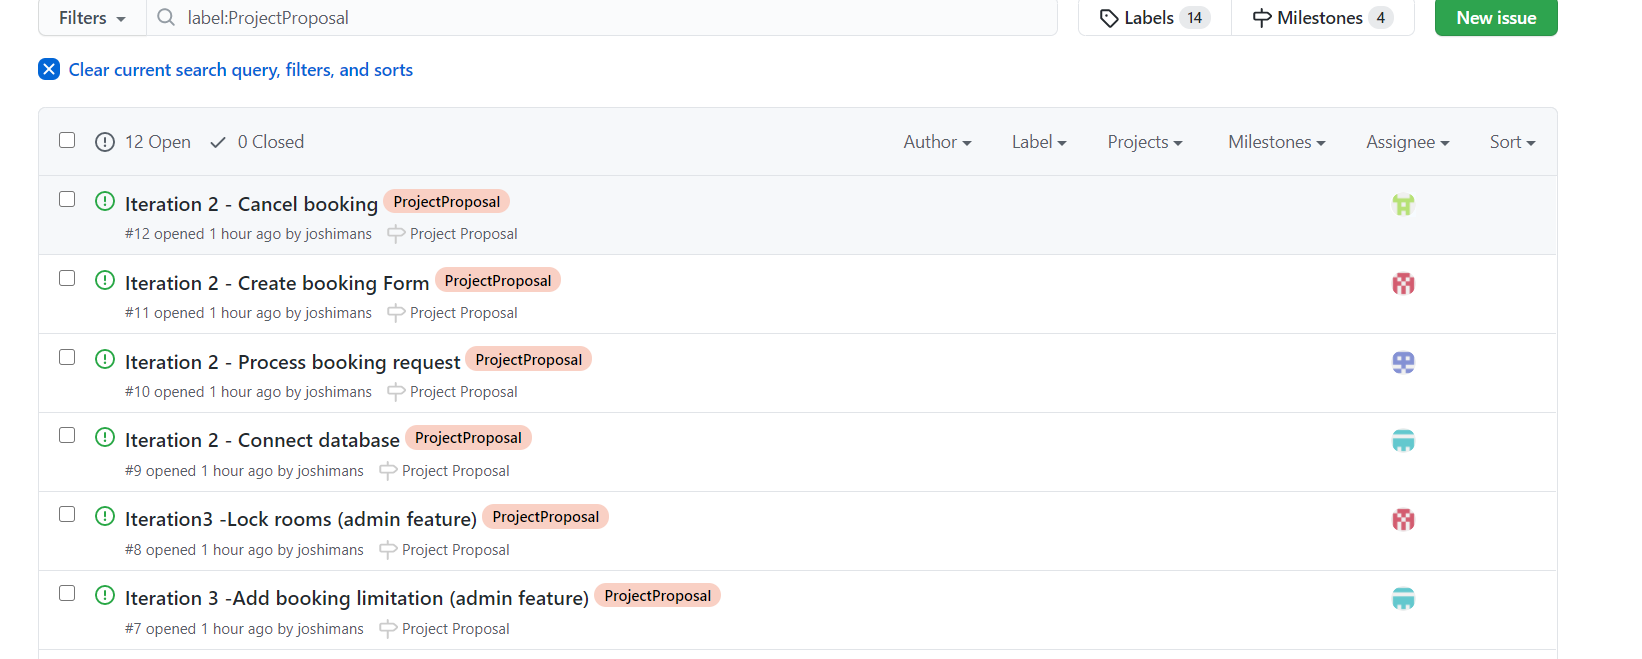 Filters label:ProjectProposal Labels 14 Milestones 4 New issue
Clear current search query, filters, and sorts
12 Open 0 Closed Author Label Projects Milestones Assignee Sort
Iteration 2 - Cancel booking ProjectProposal
#12 opened 1 hour ago by joshimans Project Proposal
Iteration 2 - Create booking Form ProjectProposal
#11 opened 1 hour ago by joshimans Project Proposal
Iteration 2 - Process booking request ProjectProposal
#10 opened 1 hour ago by joshimans Project Proposal
Iteration 2 - Connect database ProjectProposal
#9 opened 1 hour ago by joshimans Project Proposal
Iteration3 -Lock rooms (admin feature) ProjectProposal
#8 opened 1 hour ago by joshimans Project Proposal
Iteration 3 -Add booking limitation (admin feature) ProjectProposal
#7 opened 1 hour ago by joshimans Project Proposal